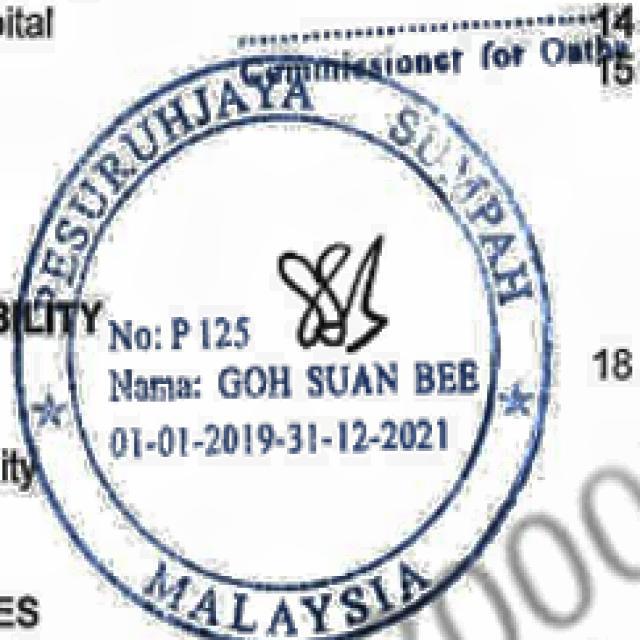 pital
14
Commissioner for Oaths
15
PESURUHJAYA SUMPAH
BILITY
No: P 125
Nama: GOH SUAN BEE
18
01-01-2019-31-12-2021
ity
000
MALAYSIA
ES